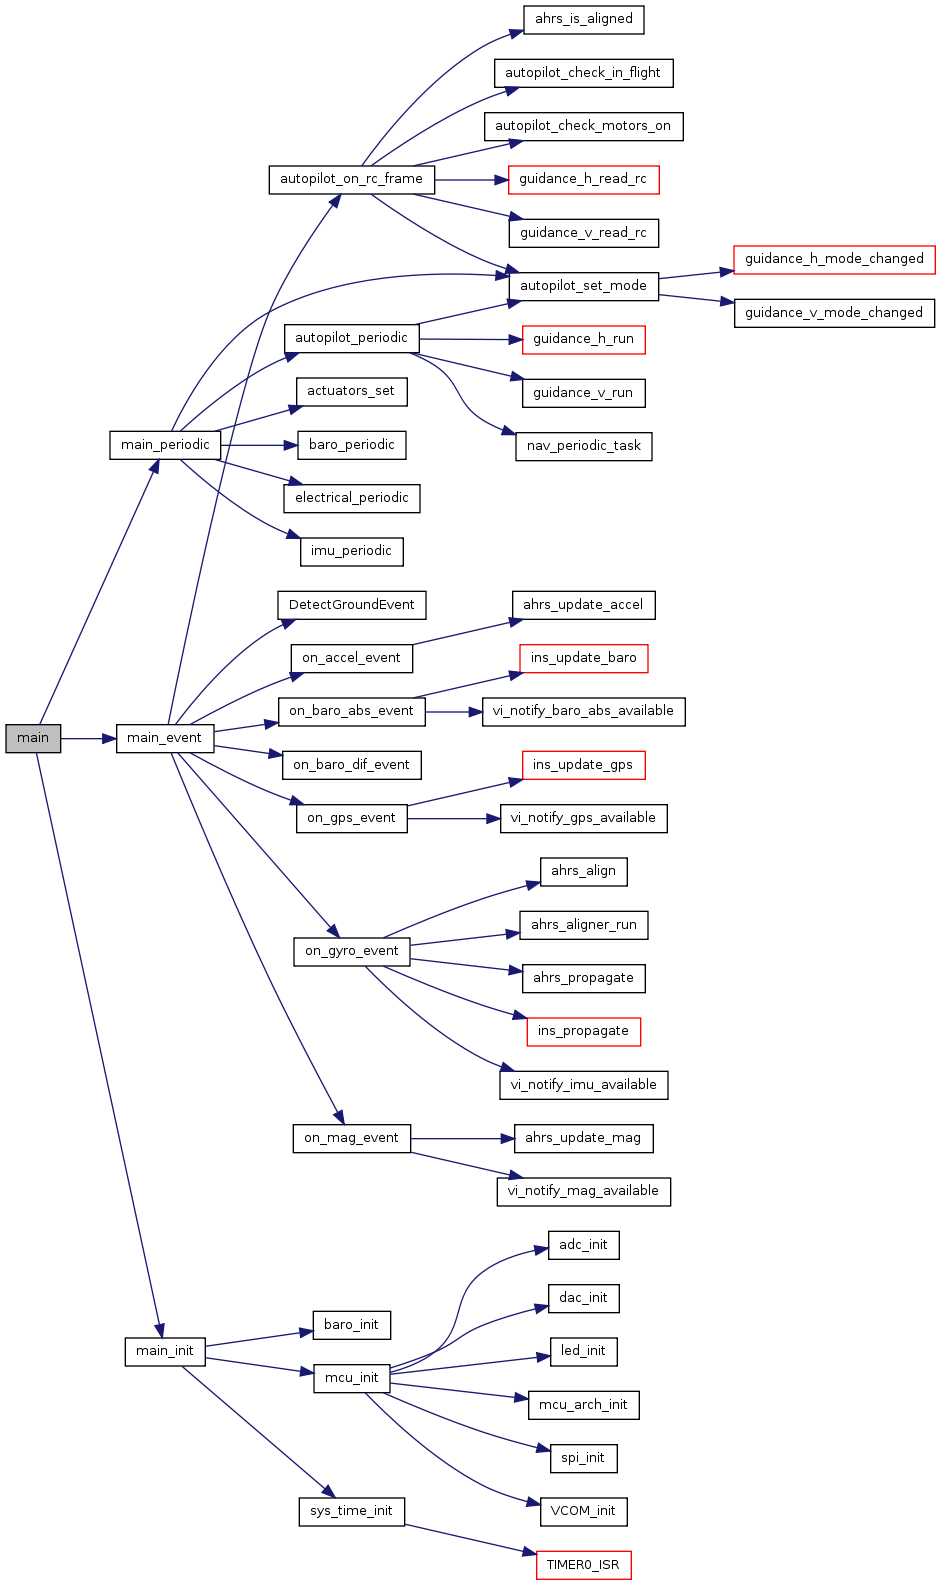 ahrs_is_aligned
autopilot_check_in_flight
autopilot_check_motors_on
autopilot_on_rc_frame
guidance_h_read_rc
guidance_v_read_rc
guidance_h_mode_changed
autopilot_set_mode
guidance_v_mode_changed
autopilot_periodic
guidance_h_run
actuators_set
guidance_v_run
main_periodic
baro_periodic
nav_periodic_task
electrical_periodic
imu_periodic
DetectGroundEvent
ahrs_update_accel
on_accel_event
ins_update_baro
on_baro_abs_event
vi_notify_baro_abs_available
main
main_event
on_baro_dif_event
ins_update_gps
on_gps_event
vi_notify_gps_available
ahrs_align
ahrs_aligner_run
on_gyro_event
ahrs_propagate
ins_propagate
vi_notify_imu_available
on_mag_event
ahrs_update_mag
vi_notify_mag_available
adc_init
dac_init
baro_init
main_init
led_init
mcu_init
mcu_arch_init
spi_init
sys_time_init
VCOM_init
TIMER0_ISR